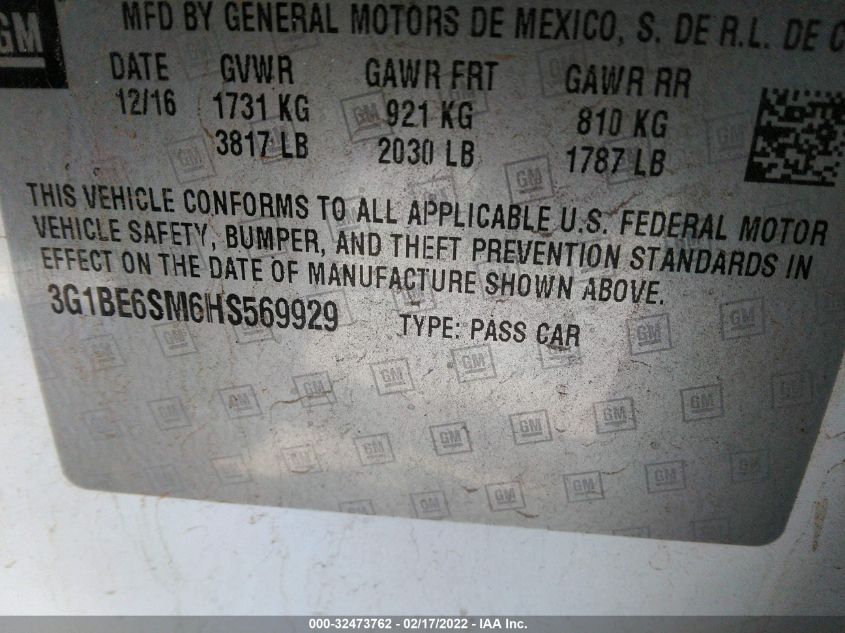 GM
MFD BY GENERAL MOTORS DE MEXICO, S. DE R.L. DE C
DATE GVWR GAWR FRT GAWR RR
12/16 1731 KG 921 KG 810 KG
3817 LB 2030 LB 1787 LB
THIS VEHICLE CONFORMS TO ALL APPLICABLE U.S. FEDERAL MOTOR
VEHICLE SAFETY, BUMPER, AND THEFT PREVENTION STANDARDS IN
EFFECT ON THE DATE OF MANUFACTURE SHOWN ABOVE.
3G1BE6SM6HS569929 TYPE: PASS CAR
000-32473762 - 02/17/2022 - IAA Inc.